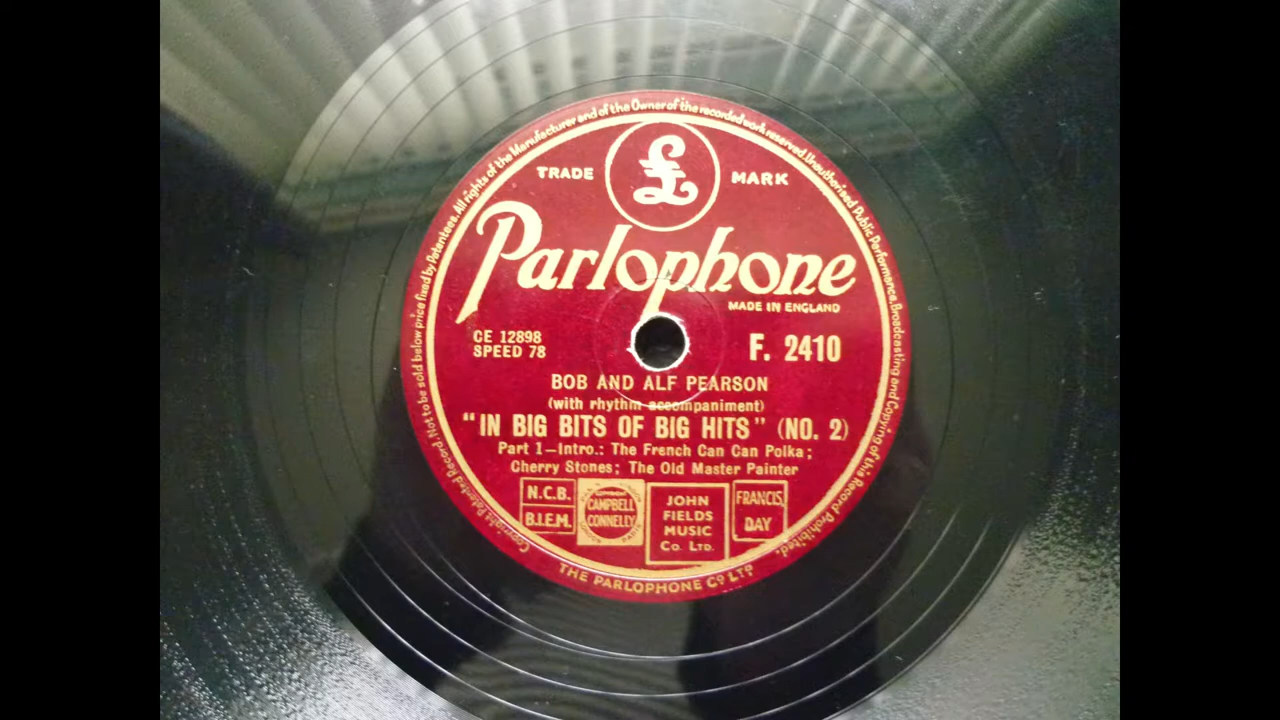 Copyright. Patented Record. Not to be sold below price fixed by Patentees. All rights of the Manufacturer and of the Owner of the recorded work reserved. Unauthorised Public Performance, Broadcasting and Copying of this Record Prohibited.
TRADE £ MARK
Parlophone
MADE IN ENGLAND
CE 12898
SPEED 78
F. 2410
BOB AND ALF PEARSON
(with rhythm accompaniment)
"IN BIG BITS OF BIG HITS" (NO. 2)
Part 1—Intro.: The French Can Can Polka;
Cherry Stones; The Old Master Painter
N.C.B.
B.I.E.M.
COPYRIGHT
CAMPBELL
CONNELLY
LONDON
PARIS
JOHN
FIELDS
MUSIC
Co. LTD.
FRANCIS,
DAY
THE PARLOPHONE Co LTD